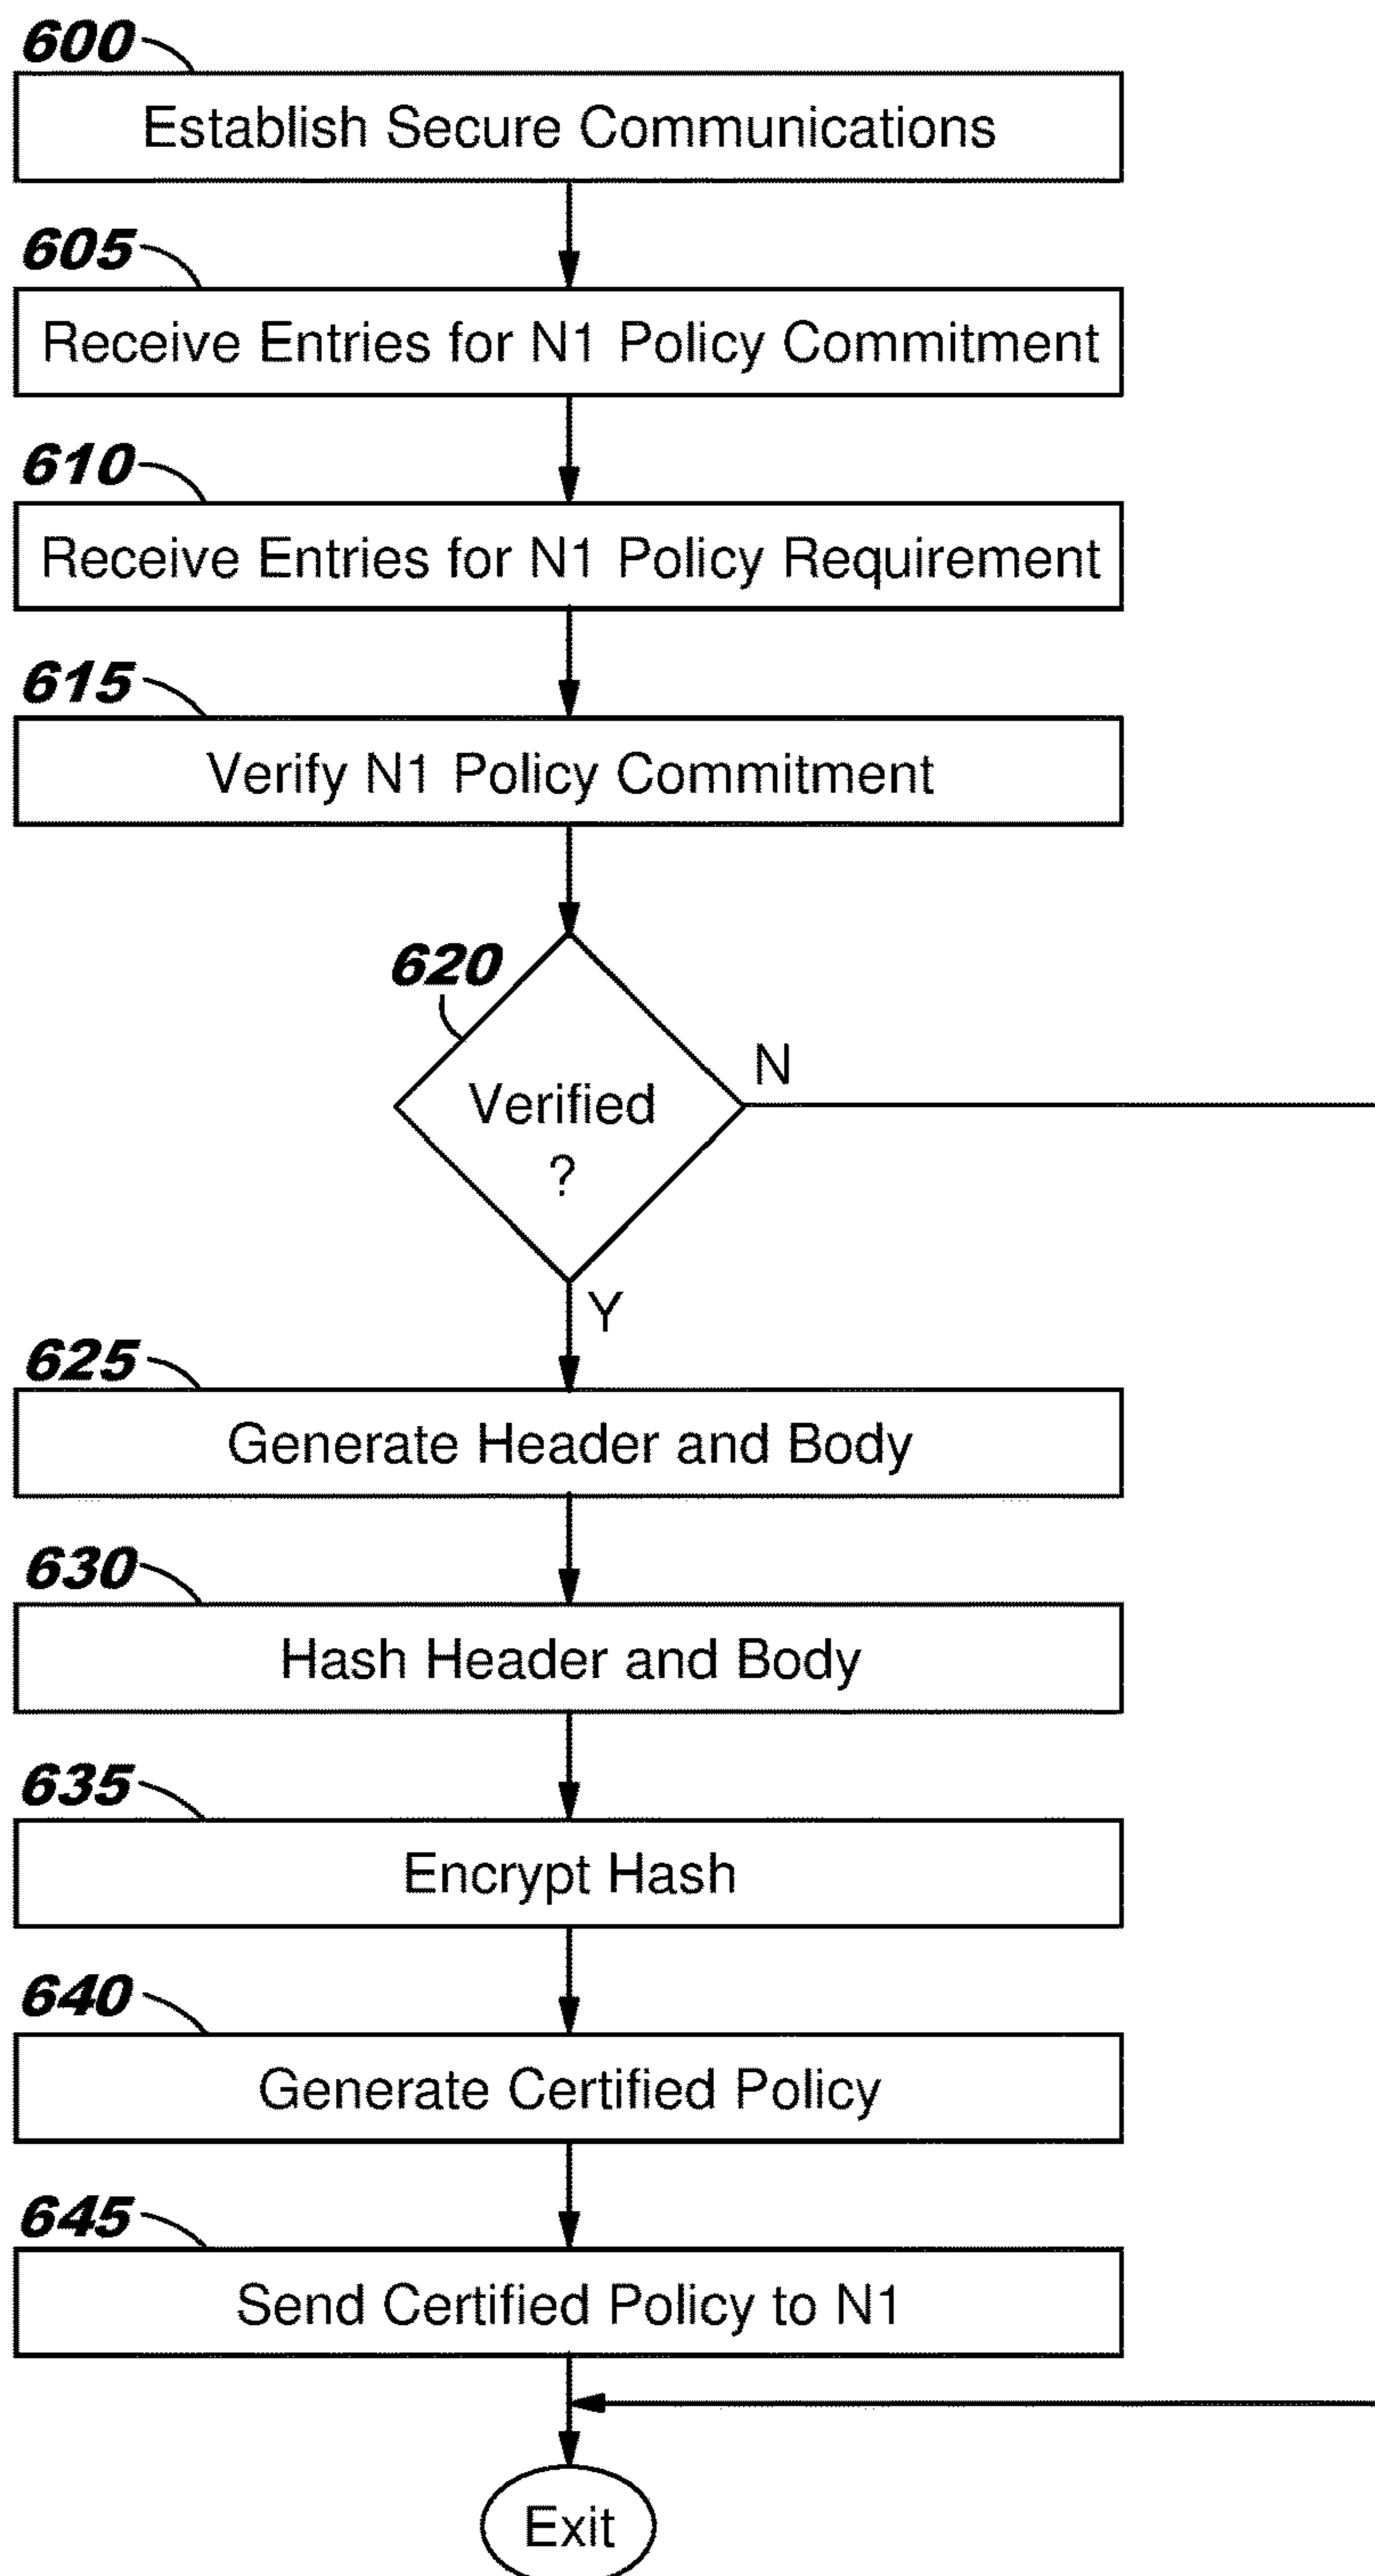 600
Establish Secure Communications
605
Receive Entries for N1 Policy Commitment
610
Receive Entries for N1 Policy Requirement
615
Verify N1 Policy Commitment
620
Verified
?
N
Y
625
Generate Header and Body
630
Hash Header and Body
635
Encrypt Hash
640
Generate Certified Policy
645
Send Certified Policy to N1
Exit